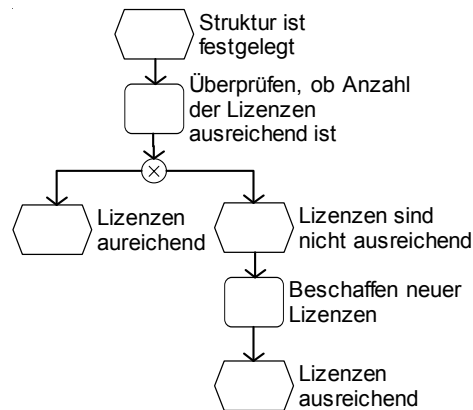 Struktur ist
festgelegt
Überprüfen, ob Anzahl
der Lizenzen
ausreichend ist
Lizenzen
aureichend
Lizenzen sind
nicht ausreichend
Beschaffen neuer
Lizenzen
Lizenzen
ausreichend